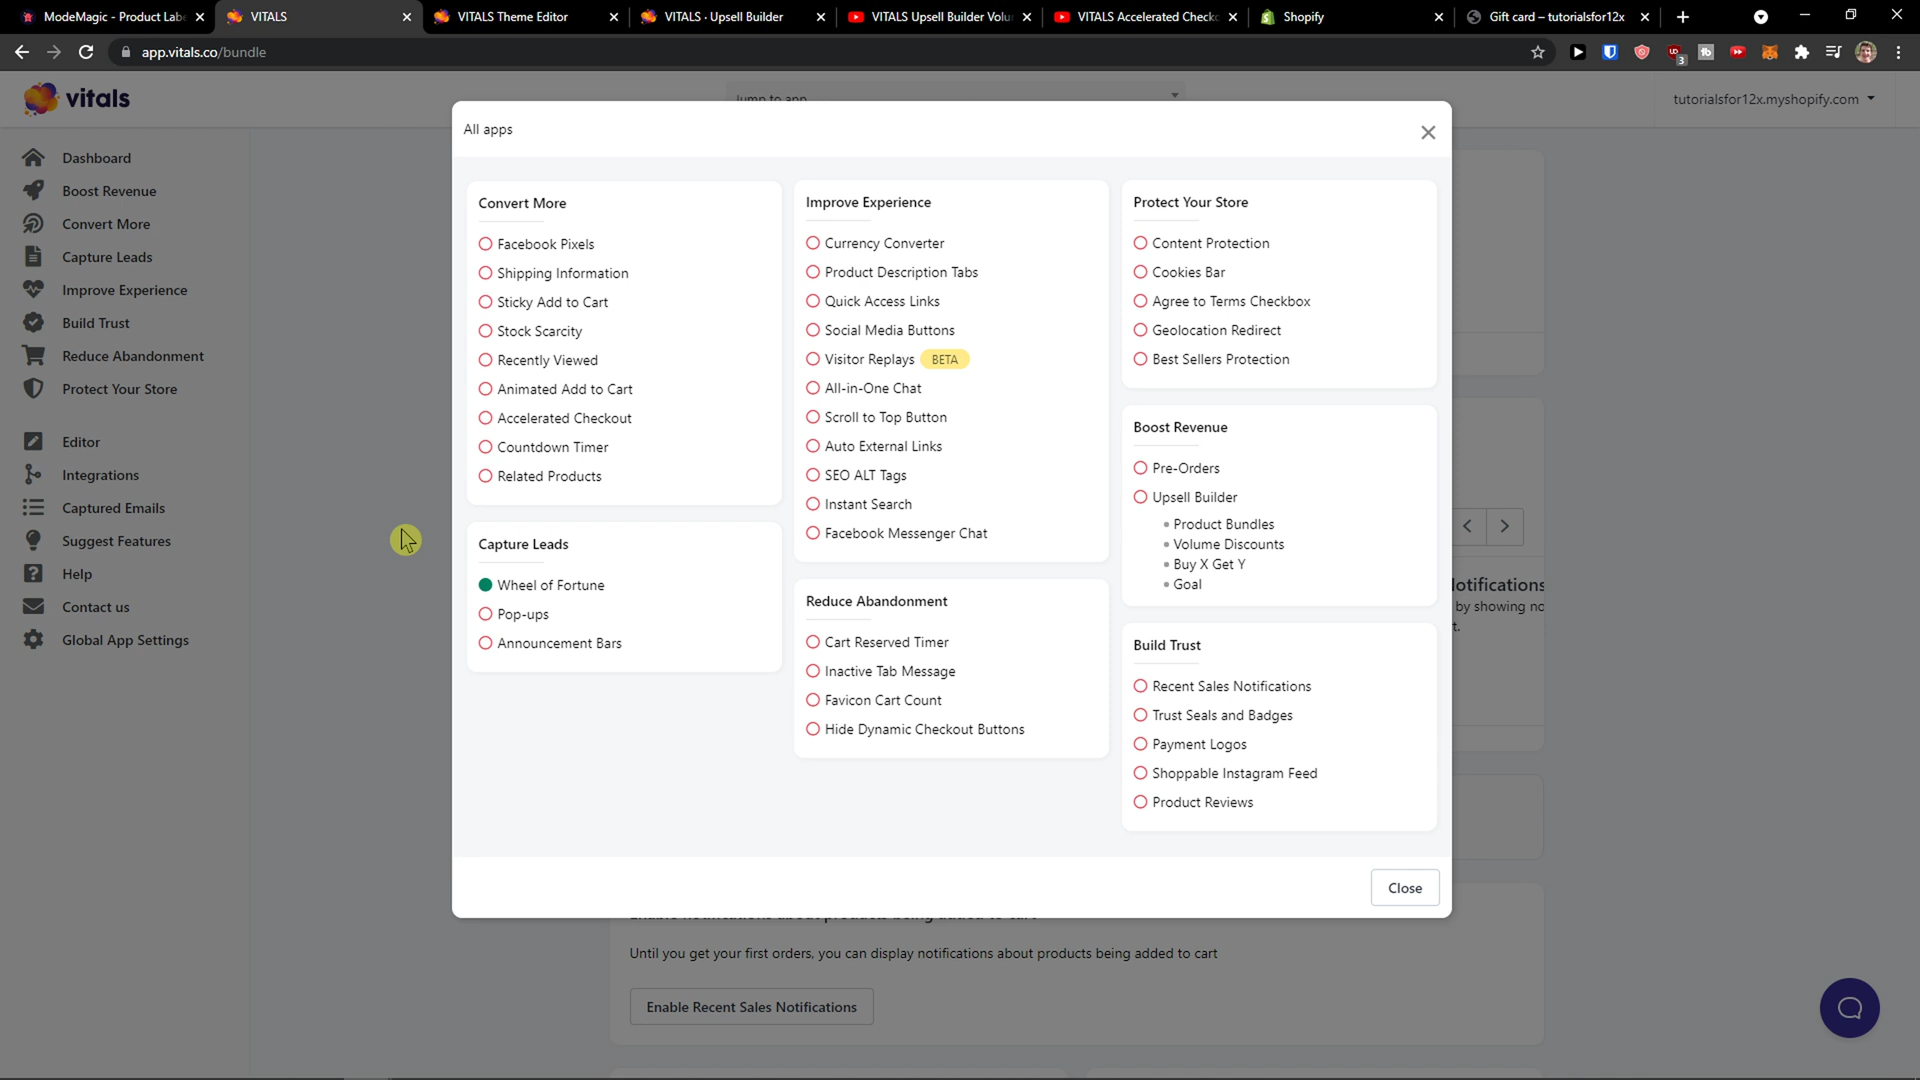 ModeMagic - Product Labe
VITALS
VITALS Theme Editor
VITALS · Upsell Builder
VITALS Upsell Builder Volu
VITALS Accelerated Checko
Shopify
Gift card – tutorialsfor12x
app.vitals.co/bundle
3
vitals
Jump to app
tutorialsfor12x.myshopify.com
Dashboard
Boost Revenue
Convert More
Capture Leads
Improve Experience
Build Trust
Reduce Abandonment
Protect Your Store
Editor
Integrations
Captured Emails
Suggest Features
Help
Contact us
Global App Settings
All apps
Convert More
Facebook Pixels
Shipping Information
Sticky Add to Cart
Stock Scarcity
Recently Viewed
Animated Add to Cart
Accelerated Checkout
Countdown Timer
Related Products
Capture Leads
Wheel of Fortune
Pop-ups
Announcement Bars
Improve Experience
Currency Converter
Product Description Tabs
Quick Access Links
Social Media Buttons
Visitor Replays BETA
All-in-One Chat
Scroll to Top Button
Auto External Links
SEO ALT Tags
Instant Search
Facebook Messenger Chat
Reduce Abandonment
Cart Reserved Timer
Inactive Tab Message
Favicon Cart Count
Hide Dynamic Checkout Buttons
Protect Your Store
Content Protection
Cookies Bar
Agree to Terms Checkbox
Geolocation Redirect
Best Sellers Protection
Boost Revenue
Pre-Orders
Upsell Builder
Product Bundles
Volume Discounts
Buy X Get Y
Goal
Build Trust
Recent Sales Notifications
Trust Seals and Badges
Payment Logos
Shoppable Instagram Feed
Product Reviews
Close
lotifications
by showing no
t.
Until you get your first orders, you can display notifications about products being added to cart
Enable Recent Sales Notifications